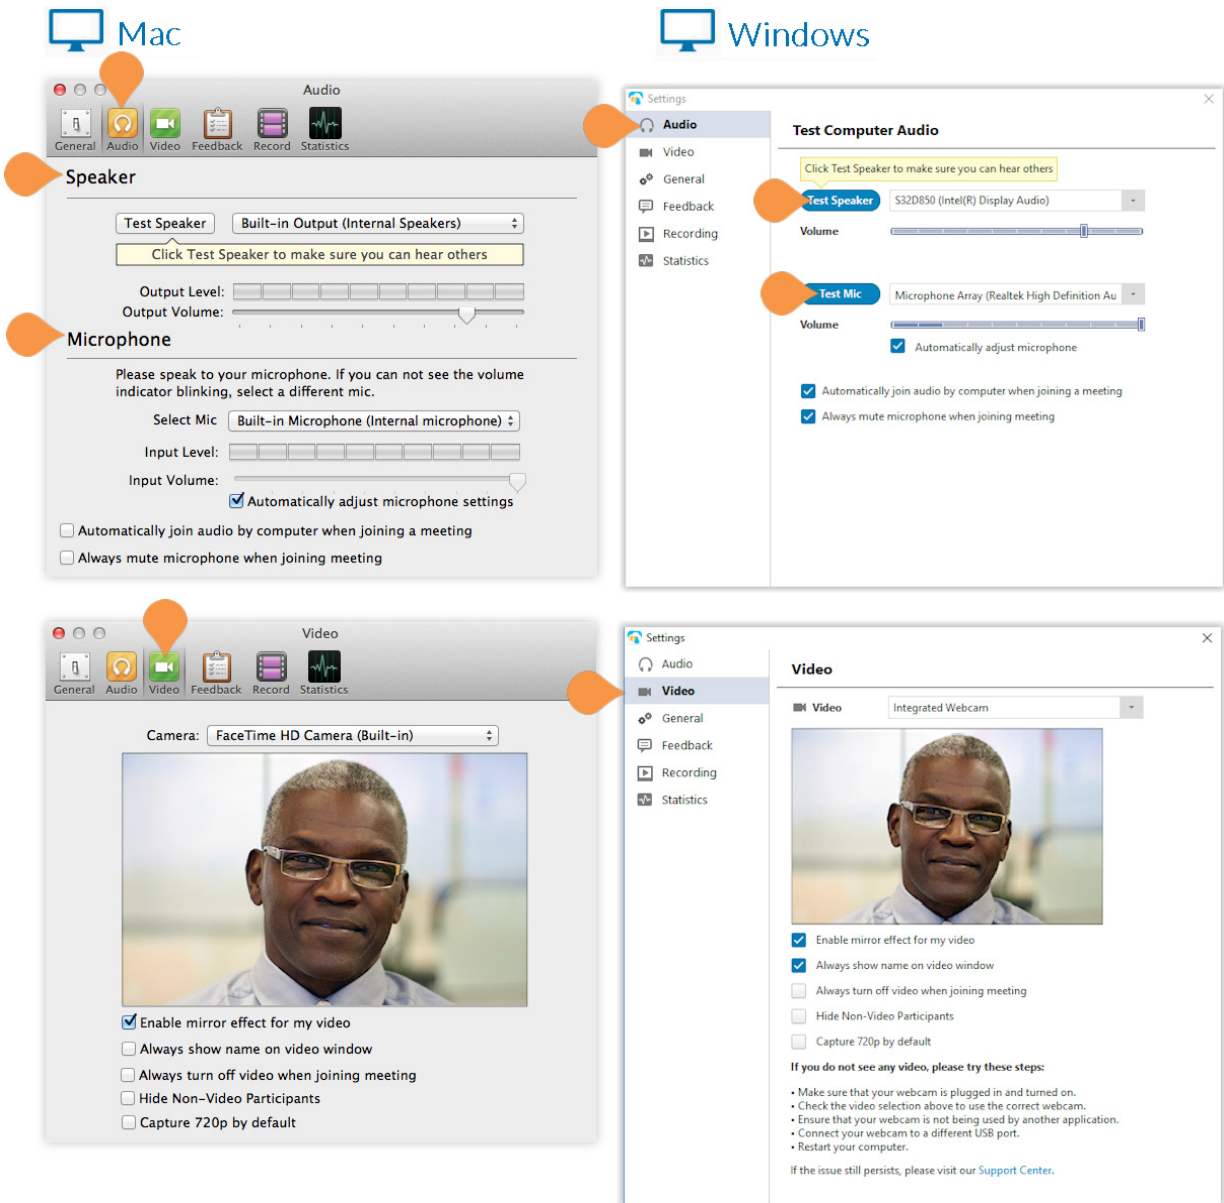 Mac
Windows
Audio
General Audio Video Feedback Record Statistics
Speaker
Test Speaker Built-in Output (Internal Speakers)
Click Test Speaker to make sure you can hear others
Output Level:
Output Volume:
Microphone
Please speak to your microphone. If you can not see the volume
indicator blinking, select a different mic.
Select Mic Built-in Microphone (Internal microphone)
Input Level:
Input Volume:
Automatically adjust microphone settings
Automatically join audio by computer when joining a meeting
Always mute microphone when joining meeting
Settings
Audio
Video
General
Feedback
Recording
Statistics
Test Computer Audio
Click Test Speaker to make sure you can hear others
Test Speaker S32D850 (Intel(R) Display Audio)
Volume
Test Mic Microphone Array (Realtek High Definition Au
Volume
Automatically adjust microphone
Automatically join audio by computer when joining a meeting
Always mute microphone when joining meeting
Video
General Audio Video Feedback Record Statistics
Camera: FaceTime HD Camera (Built-in)
Enable mirror effect for my video
Always show name on video window
Always turn off video when joining meeting
Hide Non-Video Participants
Capture 720p by default
Settings
Audio
Video
General
Feedback
Recording
Statistics
Video
Video Integrated Webcam
Enable mirror effect for my video
Always show name on video window
Always turn off video when joining meeting
Hide Non-Video Participants
Capture 720p by default
If you do not see any video, please try these steps:
• Make sure that your webcam is plugged in and turned on.
• Check the video selection above to use the correct webcam.
• Ensure that your webcam is not being used by another application.
• Connect your webcam to a different USB port.
• Restart your computer.
If the issue still persists, please visit our Support Center.